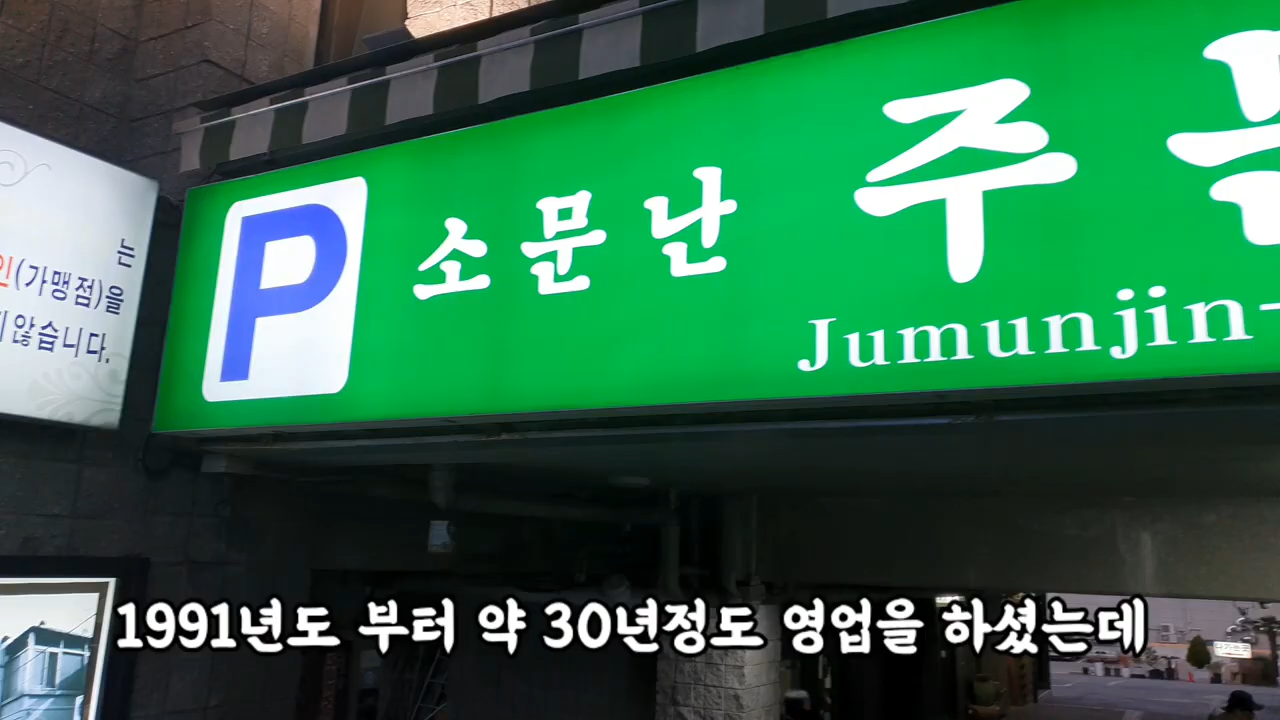 는
인(가맹점)을
않습니다.
P 소문난 주
Jumunjin-
1991년도 부터 약 30년정도 영업을 하셨는데